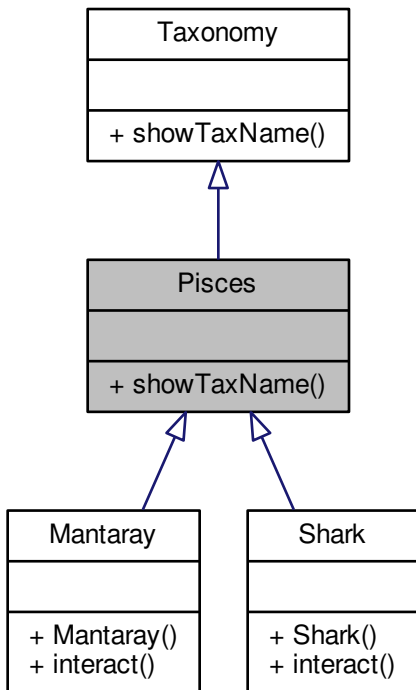 Taxonomy
+ showTaxName()
Pisces
+ showTaxName()
Mantaray
+ Mantaray()
+ interact()
Shark
+ Shark()
+ interact()